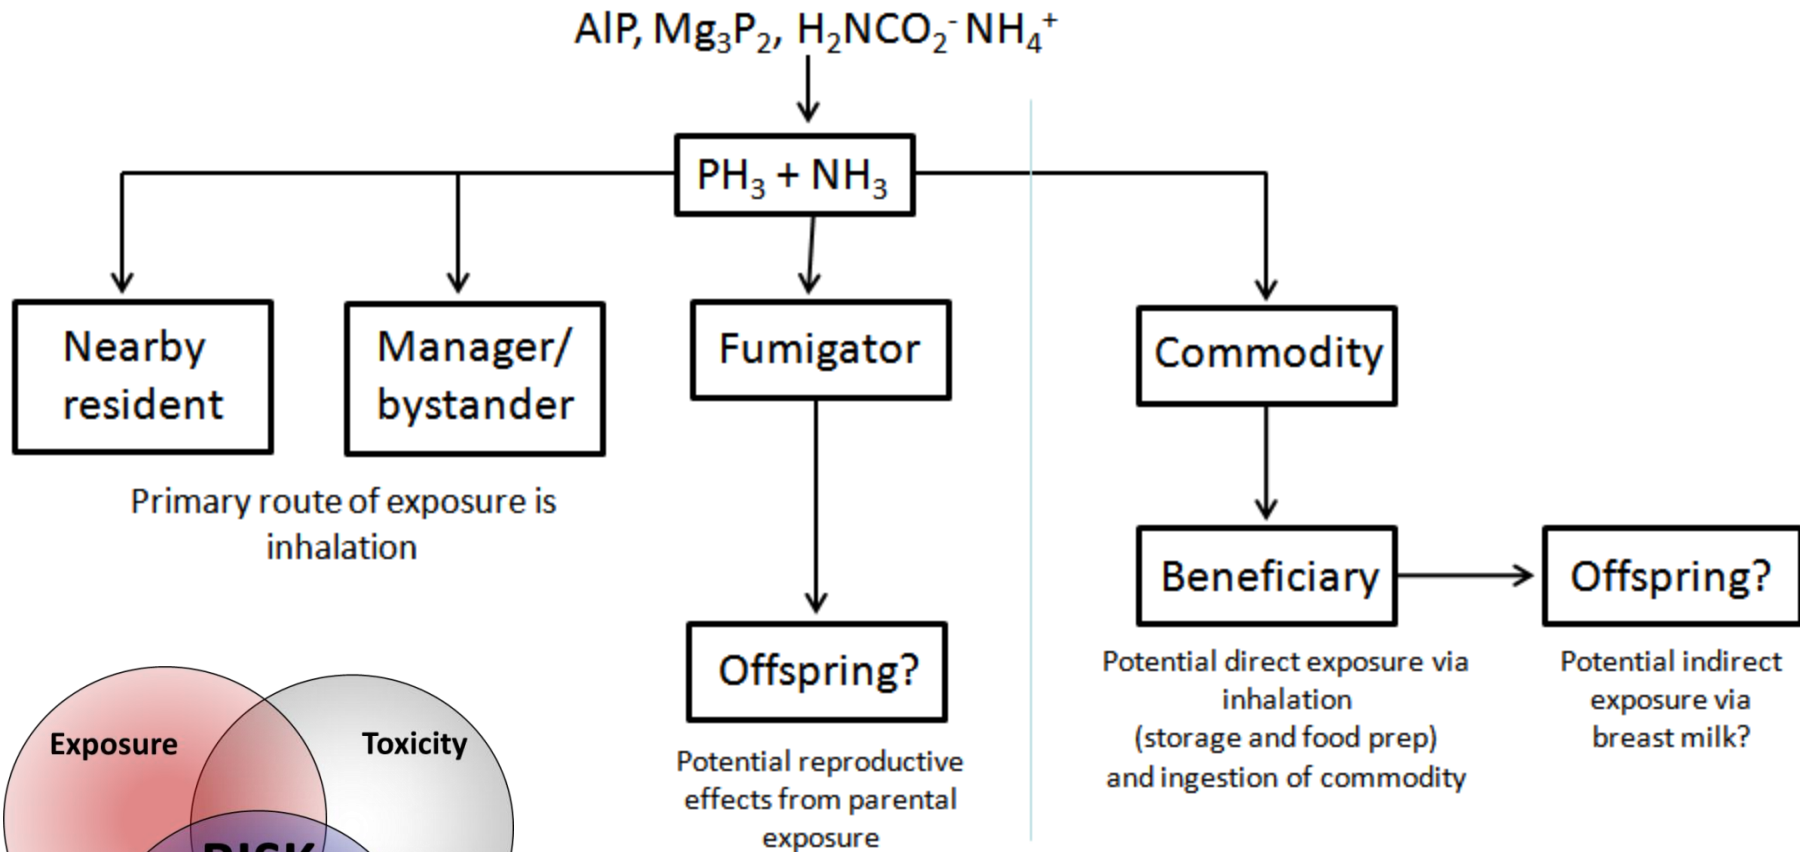 AlP, Mg₃P₂, H₂NCO₂⁻ NH₄⁺
PH₃ + NH₃
Nearby
resident
Manager/
bystander
Fumigator
Commodity
Primary route of exposure is
inhalation
Beneficiary
Offspring?
Offspring?
Potential direct exposure via
inhalation
(storage and food prep)
and ingestion of commodity
Potential indirect
exposure via
breast milk?
Potential reproductive
effects from parental
exposure
Exposure
Toxicity
RISK